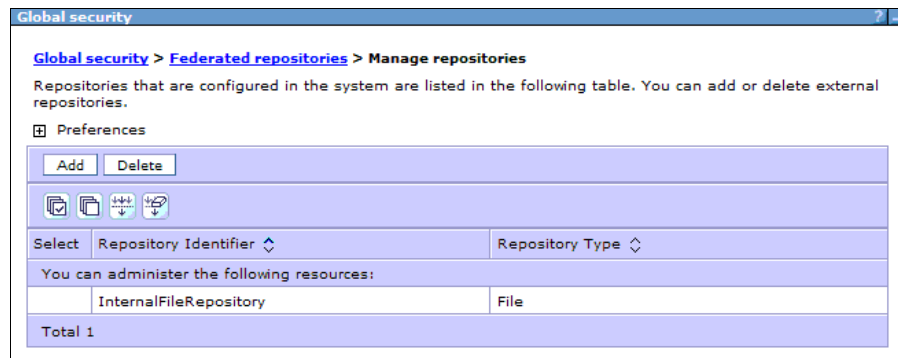 Global security
?
Global security > Federated repositories > Manage repositories
Repositories that are configured in the system are listed in the following table. You can add or delete external
repositories.
Preferences
Add Delete
Select Repository Identifier Repository Type
You can administer the following resources:
InternalFileRepository File
Total 1